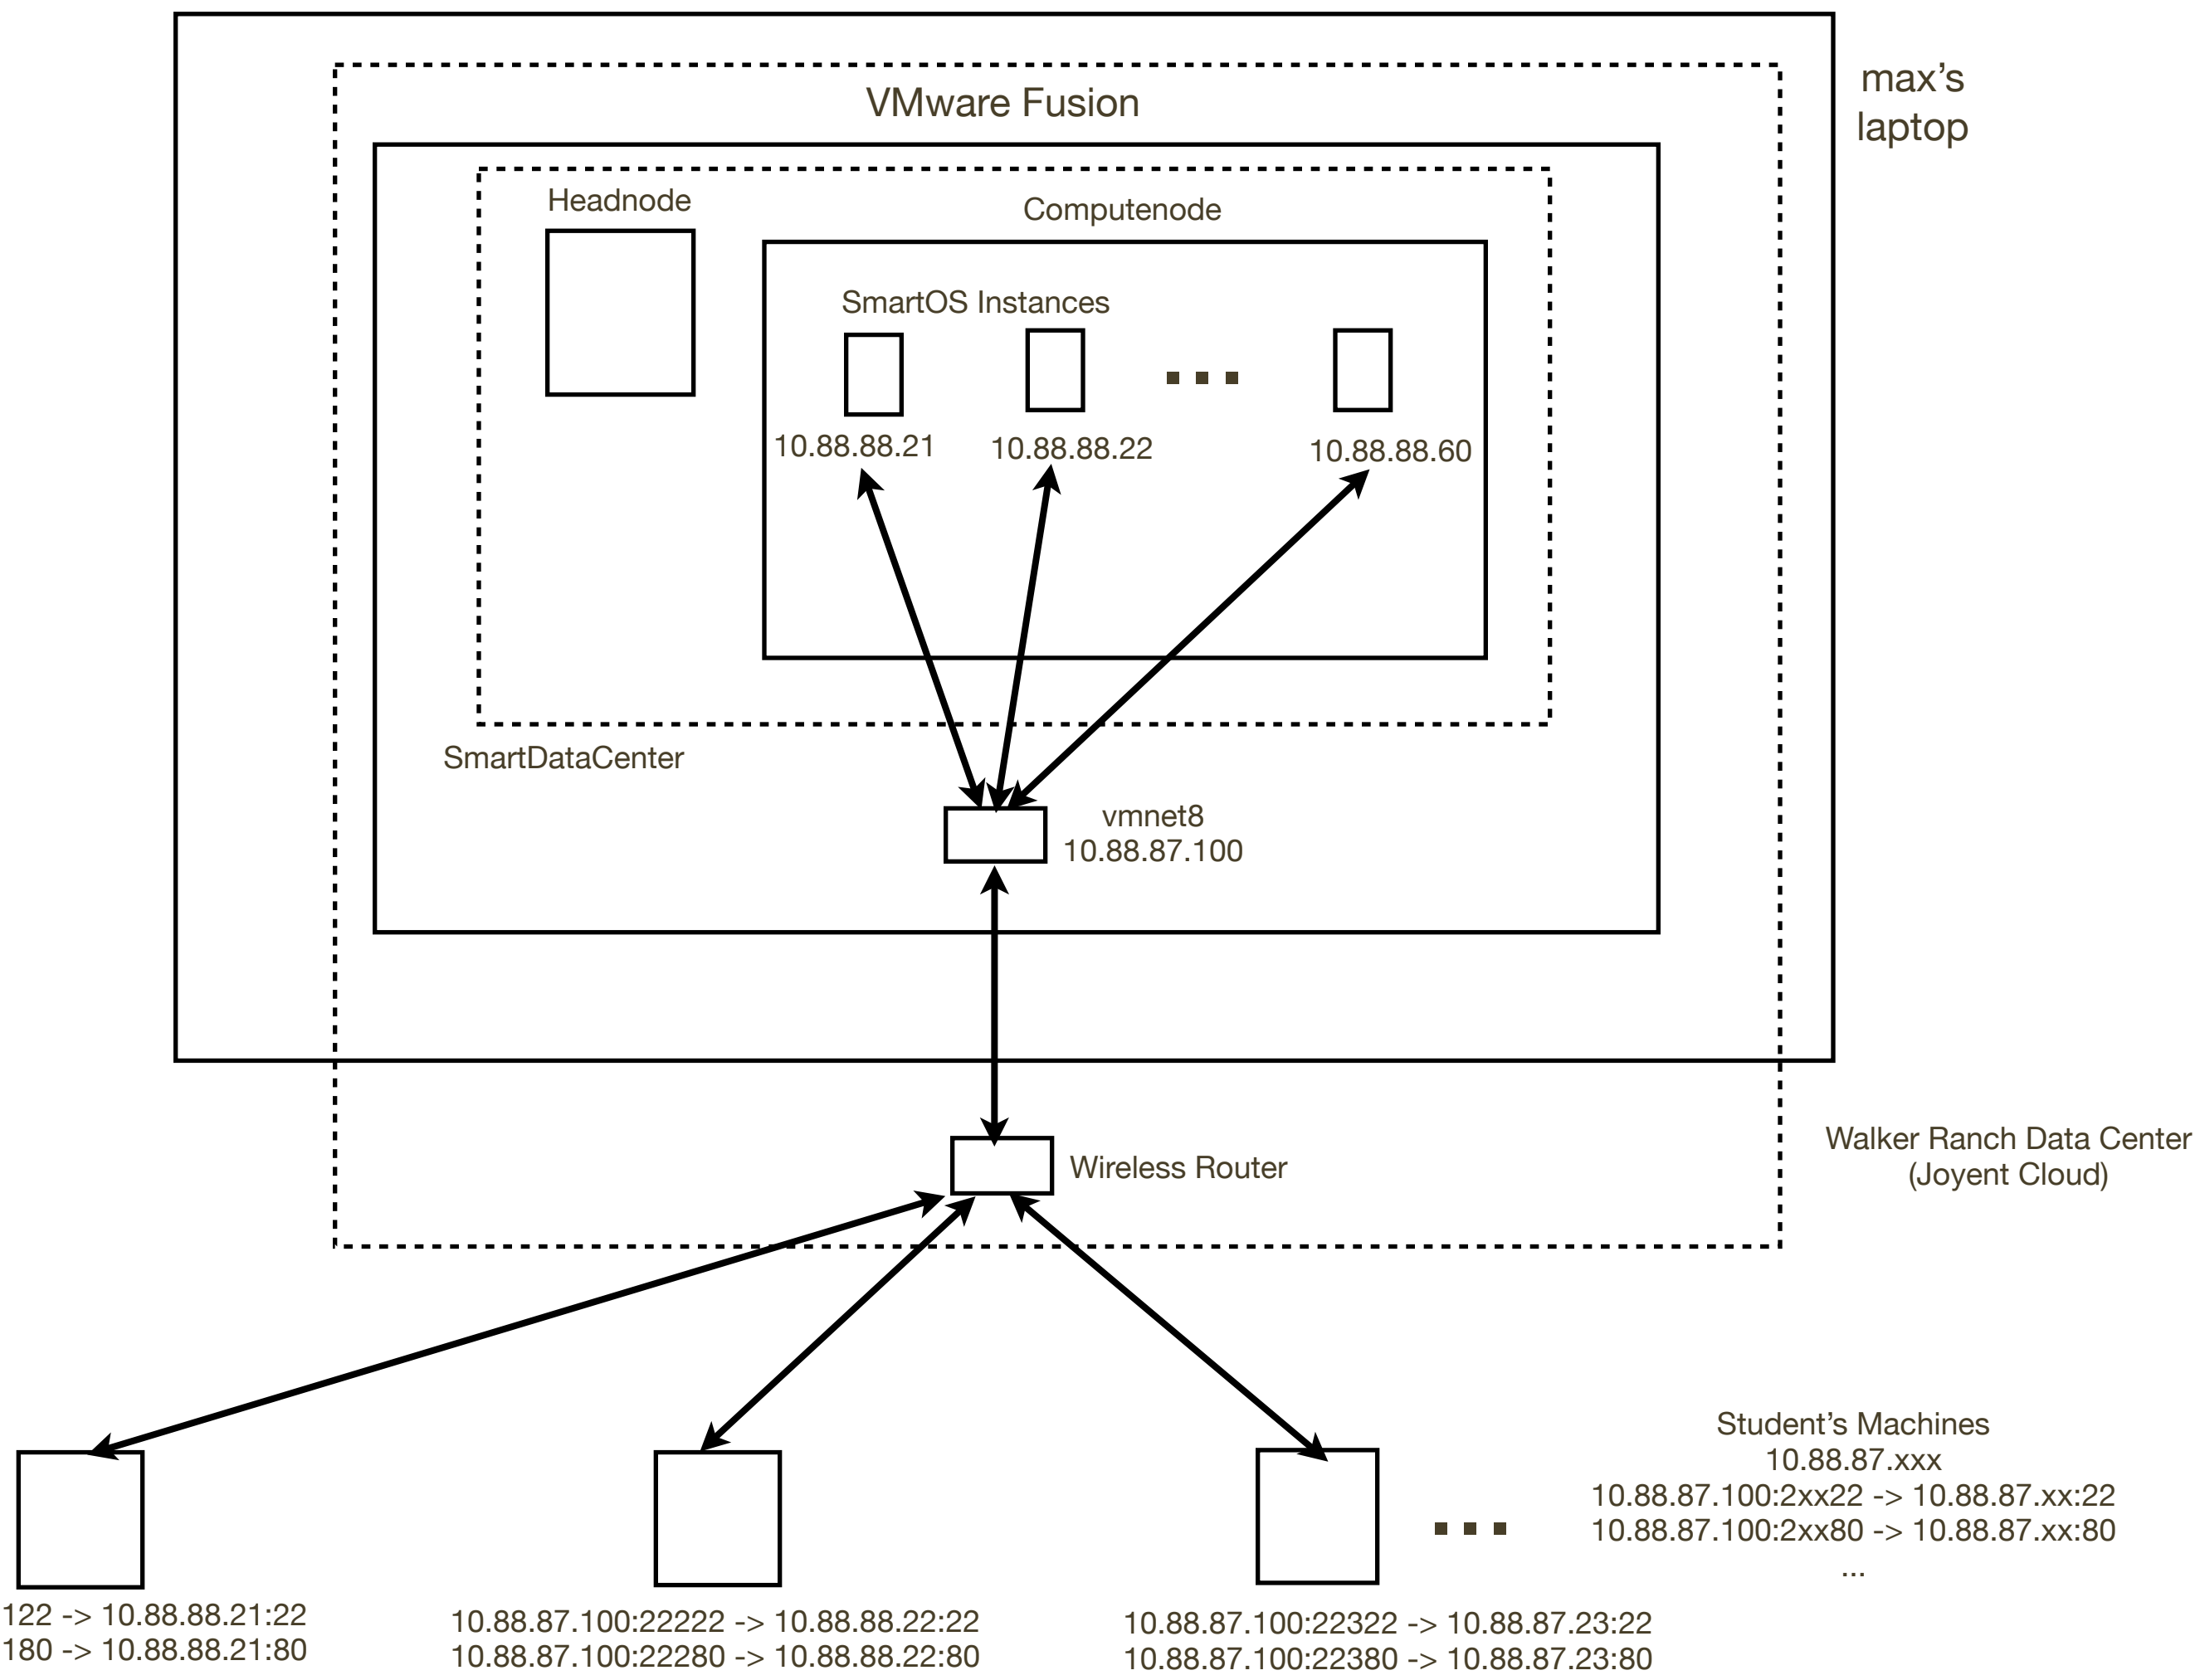 max's
laptop
VMware Fusion
Headnode
Computenode
SmartOS Instances
10.88.88.21
10.88.88.22
10.88.88.60
SmartDataCenter
vmnet8
10.88.87.100
Wireless Router
Walker Ranch Data Center
(Joyent Cloud)
Student's Machines
10.88.87.xxx
10.88.87.100:2xx22 -> 10.88.87.xx:22
10.88.87.100:2xx80 -> 10.88.87.xx:80
...
122 -> 10.88.88.21:22
180 -> 10.88.88.21:80
10.88.87.100:22222 -> 10.88.88.22:22
10.88.87.100:22280 -> 10.88.88.22:80
10.88.87.100:22322 -> 10.88.87.23:22
10.88.87.100:22380 -> 10.88.87.23:80